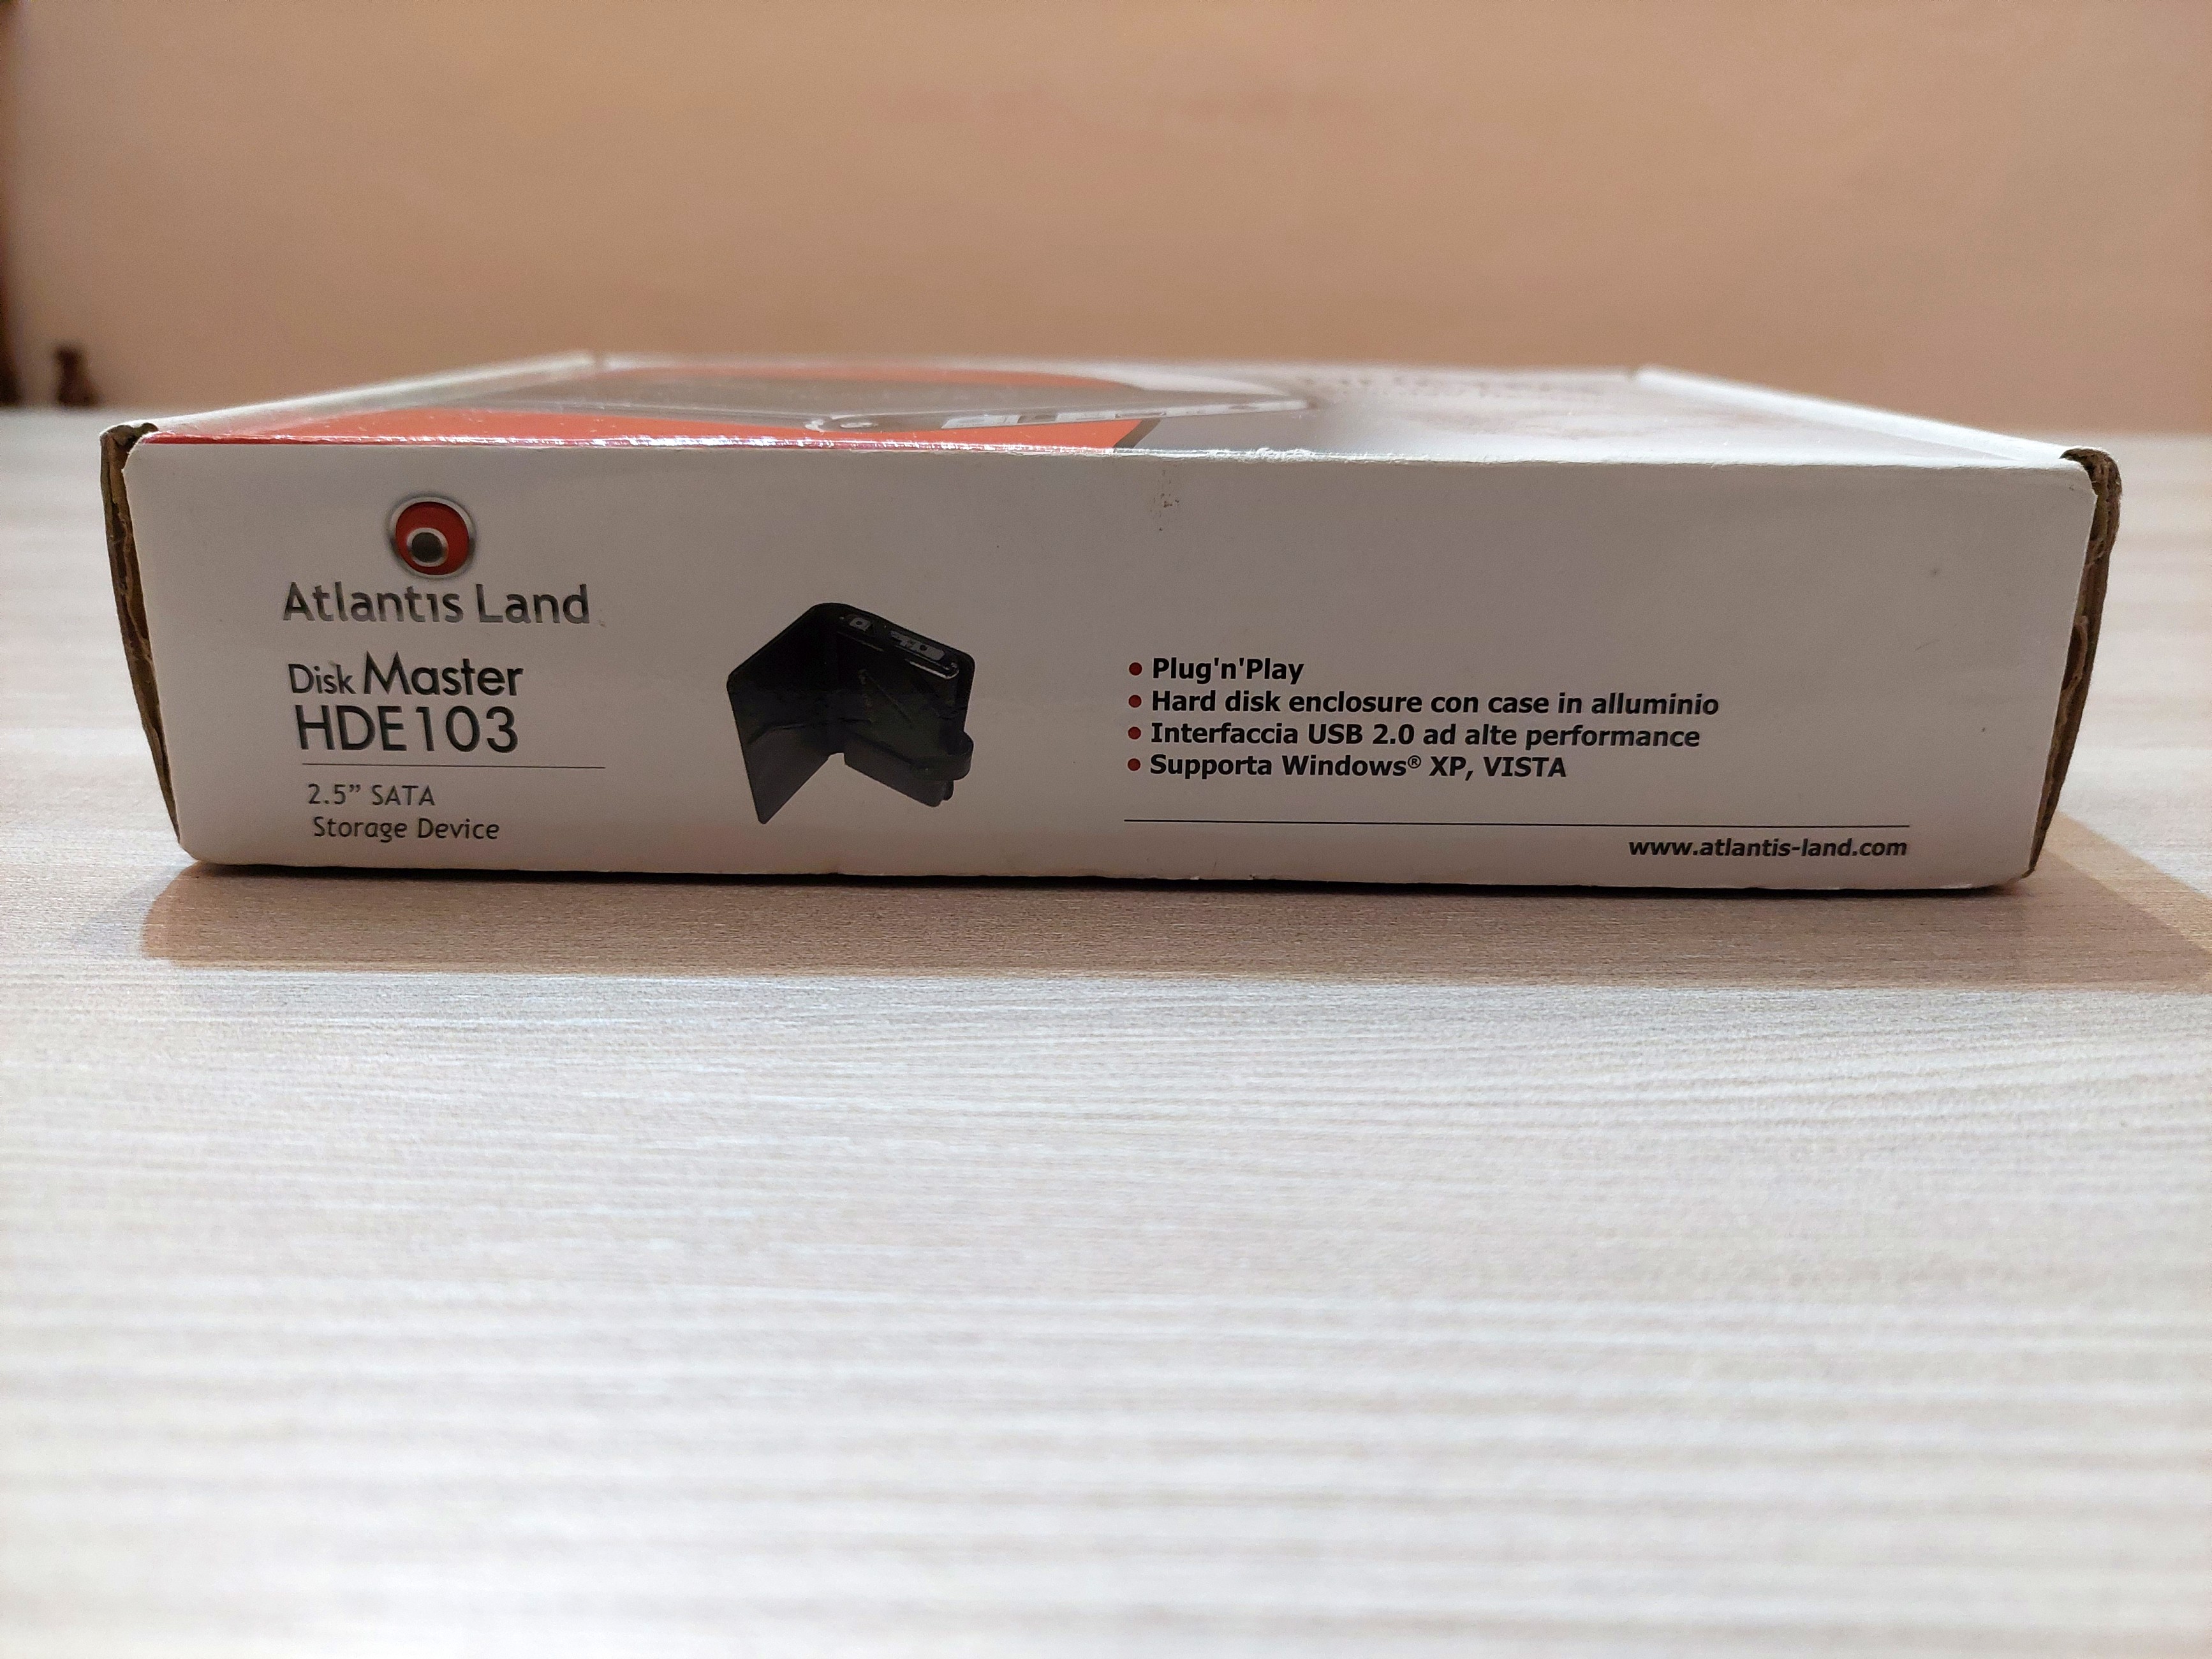 Atlantis Land
Disk Master
HDE103
2.5” SATA
Storage Device
• Plug'n'Play
• Hard disk enclosure con case in alluminio
• Interfaccia USB 2.0 ad alte performance
• Supporta Windows® XP, VISTA
www.atlantis-land.com